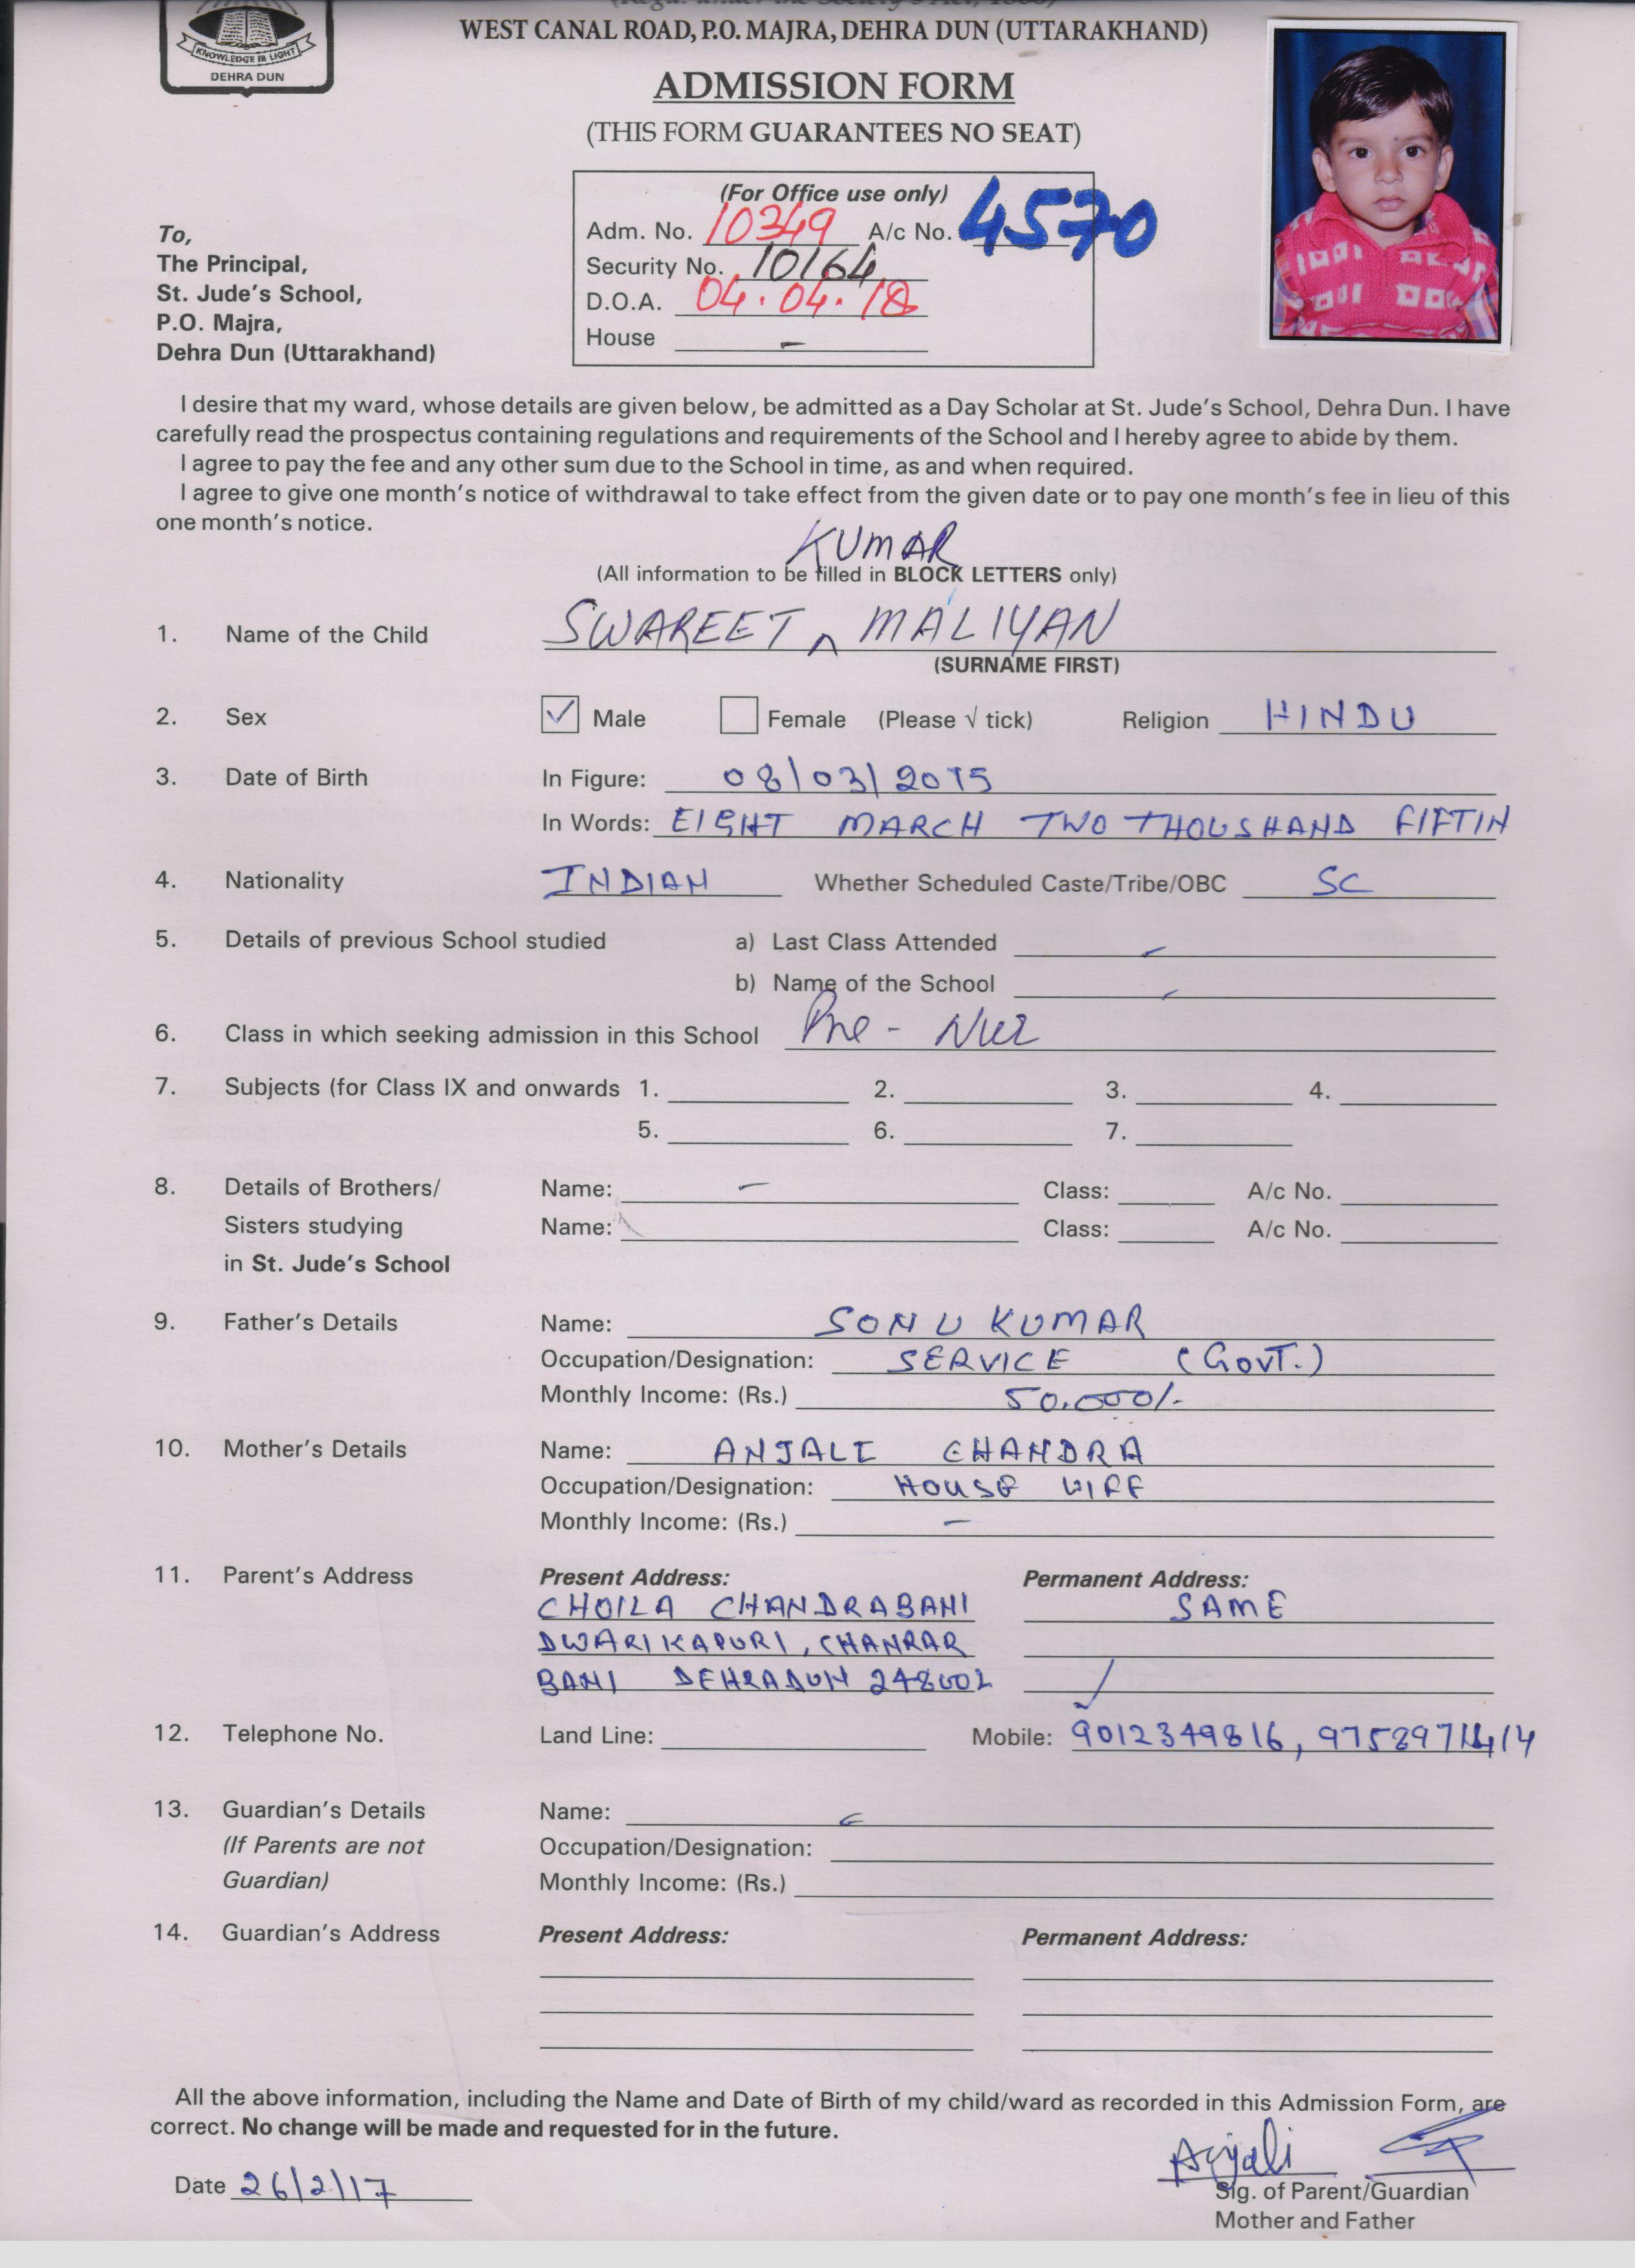 KNOWLEDGE IS LIGHT
DEHRA DUN
WEST CANAL ROAD, P.O. MAJRA, DEHRA DUN (UTTARAKHAND)
ADMISSION FORM
(THIS FORM GUARANTEES NO SEAT)
(For Office use only)
Adm. No. 10349 A/c No. 4570
Security No. 10164
D.O.A. 04.04.18
House –
To,
The Principal,
St. Jude's School,
P.O. Majra,
Dehra Dun (Uttarakhand)
I desire that my ward, whose details are given below, be admitted as a Day Scholar at St. Jude's School, Dehra Dun. I have
carefully read the prospectus containing regulations and requirements of the School and I hereby agree to abide by them.
I agree to pay the fee and any other sum due to the School in time, as and when required.
I agree to give one month's notice of withdrawal to take effect from the given date or to pay one month's fee in lieu of this
one month's notice.
KUMAR
(All information to be filled in BLOCK LETTERS only)
1. Name of the Child SWAREET ^ MALIYAN
(SURNAME FIRST)
2. Sex ✓ Male Female (Please √ tick) Religion HINDU
3. Date of Birth In Figure: 08/03/2015
In Words: EIGHT MARCH TWO THOUSHAND FIFTIN
4. Nationality INDIAN Whether Scheduled Caste/Tribe/OBC SC
5. Details of previous School studied a) Last Class Attended –
b) Name of the School –
6. Class in which seeking admission in this School Pre - Nur
7. Subjects (for Class IX and onwards 1. 2. 3. 4.
5. 6. 7.
8. Details of Brothers/ Name: – Class: A/c No.
Sisters studying Name: Class: A/c No.
in St. Jude's School
9. Father's Details Name: SONU KUMAR
Occupation/Designation: SERVICE (GOVT.)
Monthly Income: (Rs.) 50.000/-
10. Mother's Details Name: ANJALI CHANDRA
Occupation/Designation: HOUSE WIFE
Monthly Income: (Rs.) –
11. Parent's Address Present Address: Permanent Address:
CHOILA CHANDRABANI SAME
DWARIKAPURI, CHANRAR
BANI DEHRADUN 248002
12. Telephone No. Land Line: Mobile: 9012349816,
13. Guardian's Details Name:
(If Parents are not Occupation/Designation:
Guardian) Monthly Income: (Rs.)
14. Guardian's Address Present Address: Permanent Address:
All the above information, including the Name and Date of Birth of my child/ward as recorded in this Admission Form, are
correct. No change will be made and requested for in the future.
Anjali
Date 26/2/17
Sig. of Parent/Guardian
Mother and Father